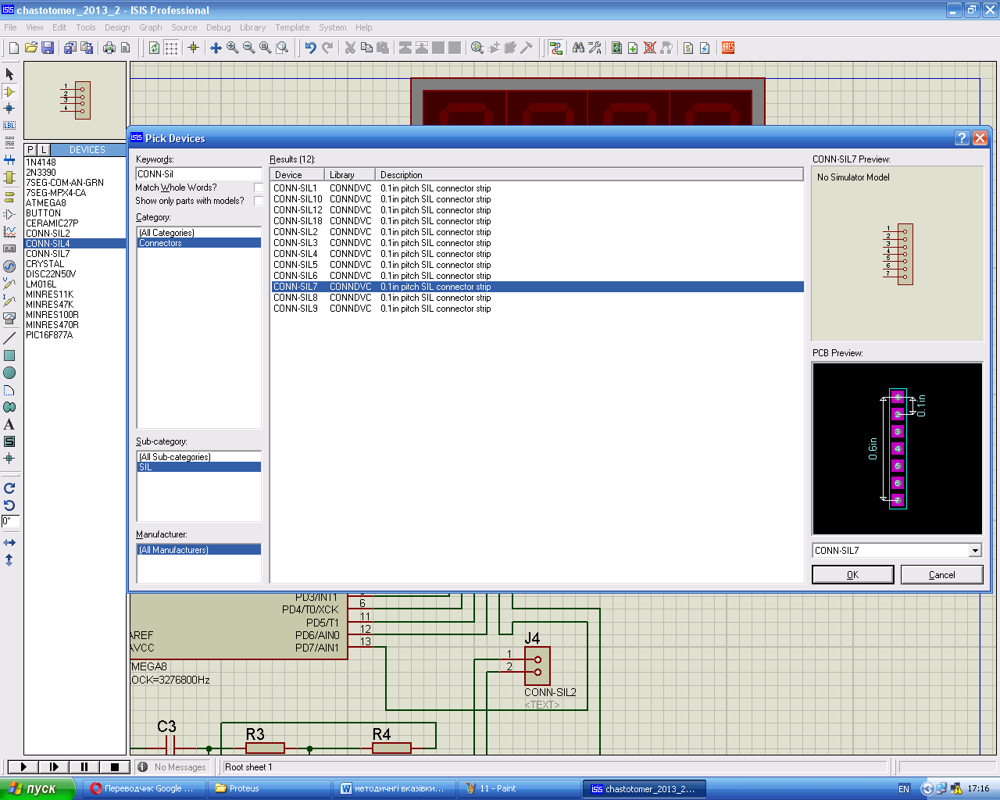 chastotomer_2013_2 - ISIS Professional
File View Edit Tools Design Graph Source Debug Library Template System Help
P L DEVICES
1N4148
2N3390
7SEG-COM-AN-GRN
7SEG-MPX4-CA
ATMEGA8
BUTTON
CERAMIC27P
CONN-SIL2
CONN-SIL4
CONN-SIL7
CRYSTAL
DISC22N50V
LM016L
MINRES11K
MINRES47K
MINRES100R
MINRES470R
PIC16F877A
1
2
3
4
LBL
A
S
0°
Pick Devices
Keywords:
CONN-Sil
Match Whole Words?
Show only parts with models?
Category:
(All Categories)
Connectors
Sub-category:
(All Sub-categories)
SIL
Manufacturer:
(All Manufacturers)
Results (12):
Device Library Description
CONN-SIL1 CONNDVC 0.1in pitch SIL connector strip
CONN-SIL10 CONNDVC 0.1in pitch SIL connector strip
CONN-SIL12 CONNDVC 0.1in pitch SIL connector strip
CONN-SIL18 CONNDVC 0.1in pitch SIL connector strip
CONN-SIL2 CONNDVC 0.1in pitch SIL connector strip
CONN-SIL3 CONNDVC 0.1in pitch SIL connector strip
CONN-SIL4 CONNDVC 0.1in pitch SIL connector strip
CONN-SIL5 CONNDVC 0.1in pitch SIL connector strip
CONN-SIL6 CONNDVC 0.1in pitch SIL connector strip
CONN-SIL7 CONNDVC 0.1in pitch SIL connector strip
CONN-SIL8 CONNDVC 0.1in pitch SIL connector strip
CONN-SIL9 CONNDVC 0.1in pitch SIL connector strip
CONN-SIL7 Preview:
No Simulator Model
1
2
3
4
5
6
7
PCB Preview:
1
2
3
4
5
6
7
0.1in
0.6in
CONN-SIL7
OK Cancel
PD3/INT1
PD4/T0/XCK 6
PD5/T1 11
AREF PD6/AIN0 12
AVCC PD7/AIN1 13
TMEGA8
LOCK=3276800Hz
J4
1
2
CONN-SIL2
<TEXT>
C3 R3 R4
No Messages Root sheet 1
пуск Переводчик Google ... Proteus методичнгі вказівки... 11 - Paint chastotomer_2013_2... EN 17:16